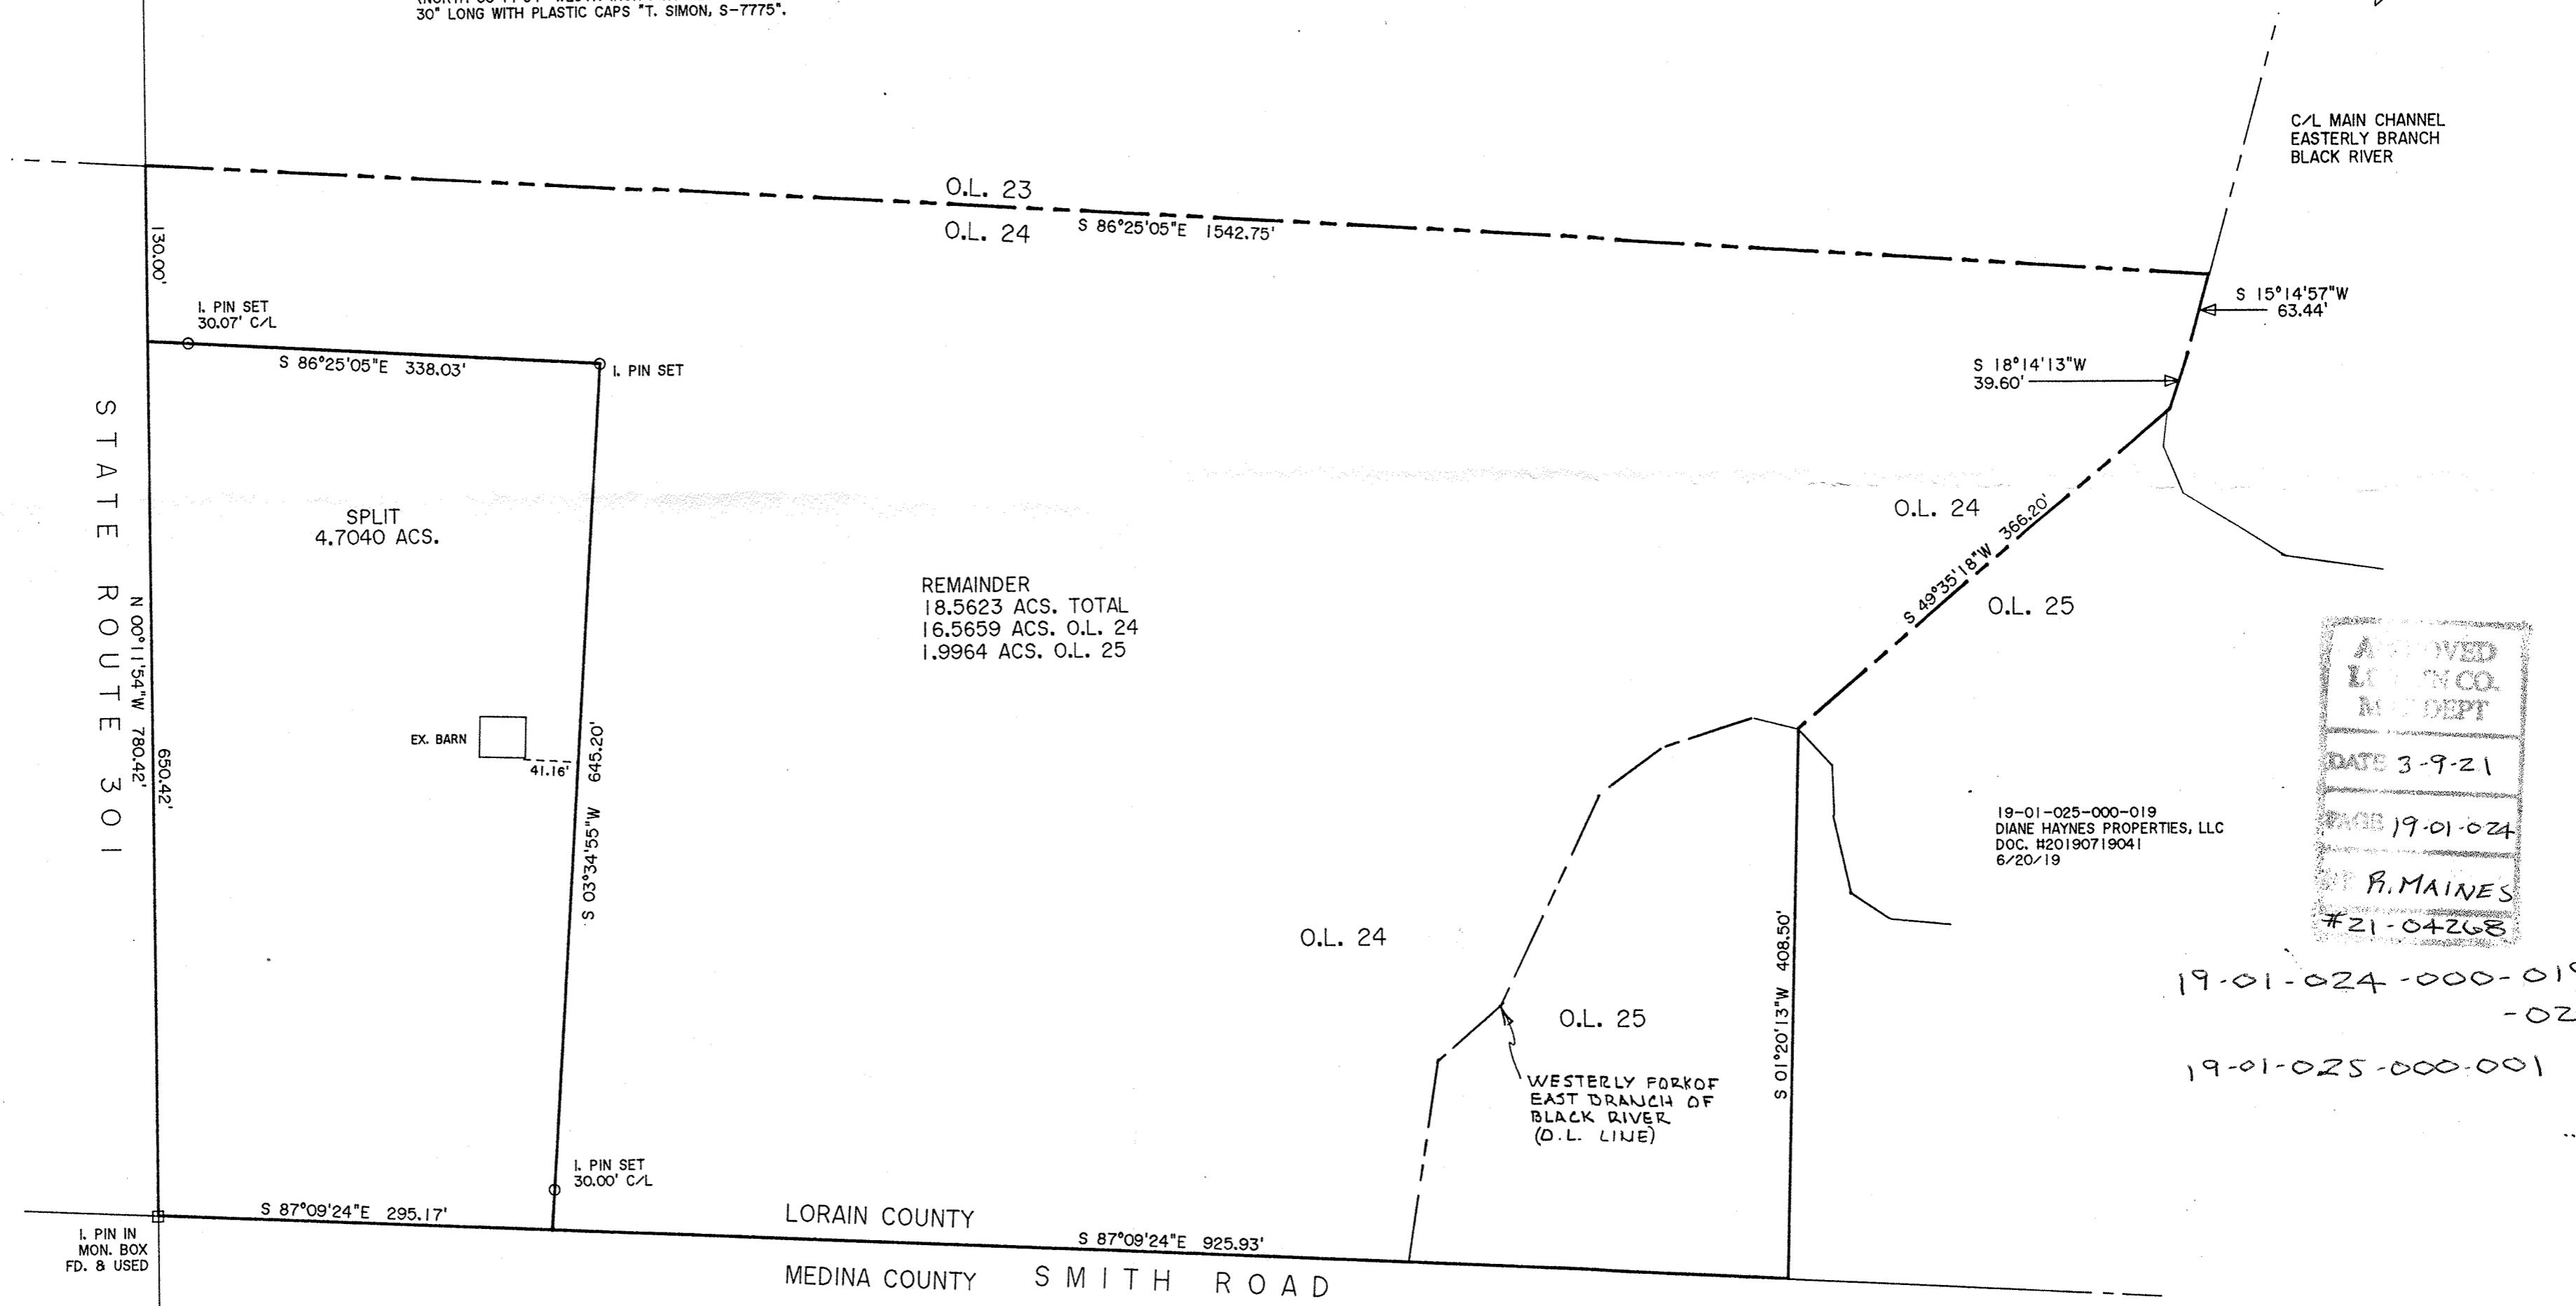 30" LONG WITH PLASTIC CAPS "T. SIMON, S-7775".
C/L MAIN CHANNEL
EASTERLY BRANCH
BLACK RIVER
O.L. 23
O.L. 24
S 86°25'05"E 1542.75'
130.00'
I. PIN SET
30.07' C/L
S 86°25'05"E 338.03'
I. PIN SET
S 15°14'57"W
63.44'
S 18°14'13"W
39.60'
STATE ROUTE 301
N 00°11'54"W 780.42'
650.42'
SPLIT
4.7040 ACS.
REMAINDER
18.5623 ACS. TOTAL
16.5659 ACS. O.L. 24
1.9964 ACS. O.L. 25
EX. BARN
41.16'
S 03°34'55"W 645.20'
O.L. 24
S 49°35'18"W 366.20'
O.L. 25
CO.
DEPT
DATE 3-9-21
PAGE 19-01-024
R. MAINES
#21-04268
19-01-025-000-019
DIANE HAYNES PROPERTIES, LLC
DOC. #20190719041
6/20/19
19-01-024-000-019
-02
19-01-025-000-001
O.L. 24
O.L. 25
S 01°20'13"W 408.50'
WESTERLY FORK OF
EAST BRANCH OF
BLACK RIVER
(O.L. LINE)
I. PIN SET
30.00' C/L
S 87°09'24"E 295.17'
I. PIN IN
MON. BOX
FD. & USED
LORAIN COUNTY
S 87°09'24"E 925.93'
MEDINA COUNTY
SMITH ROAD